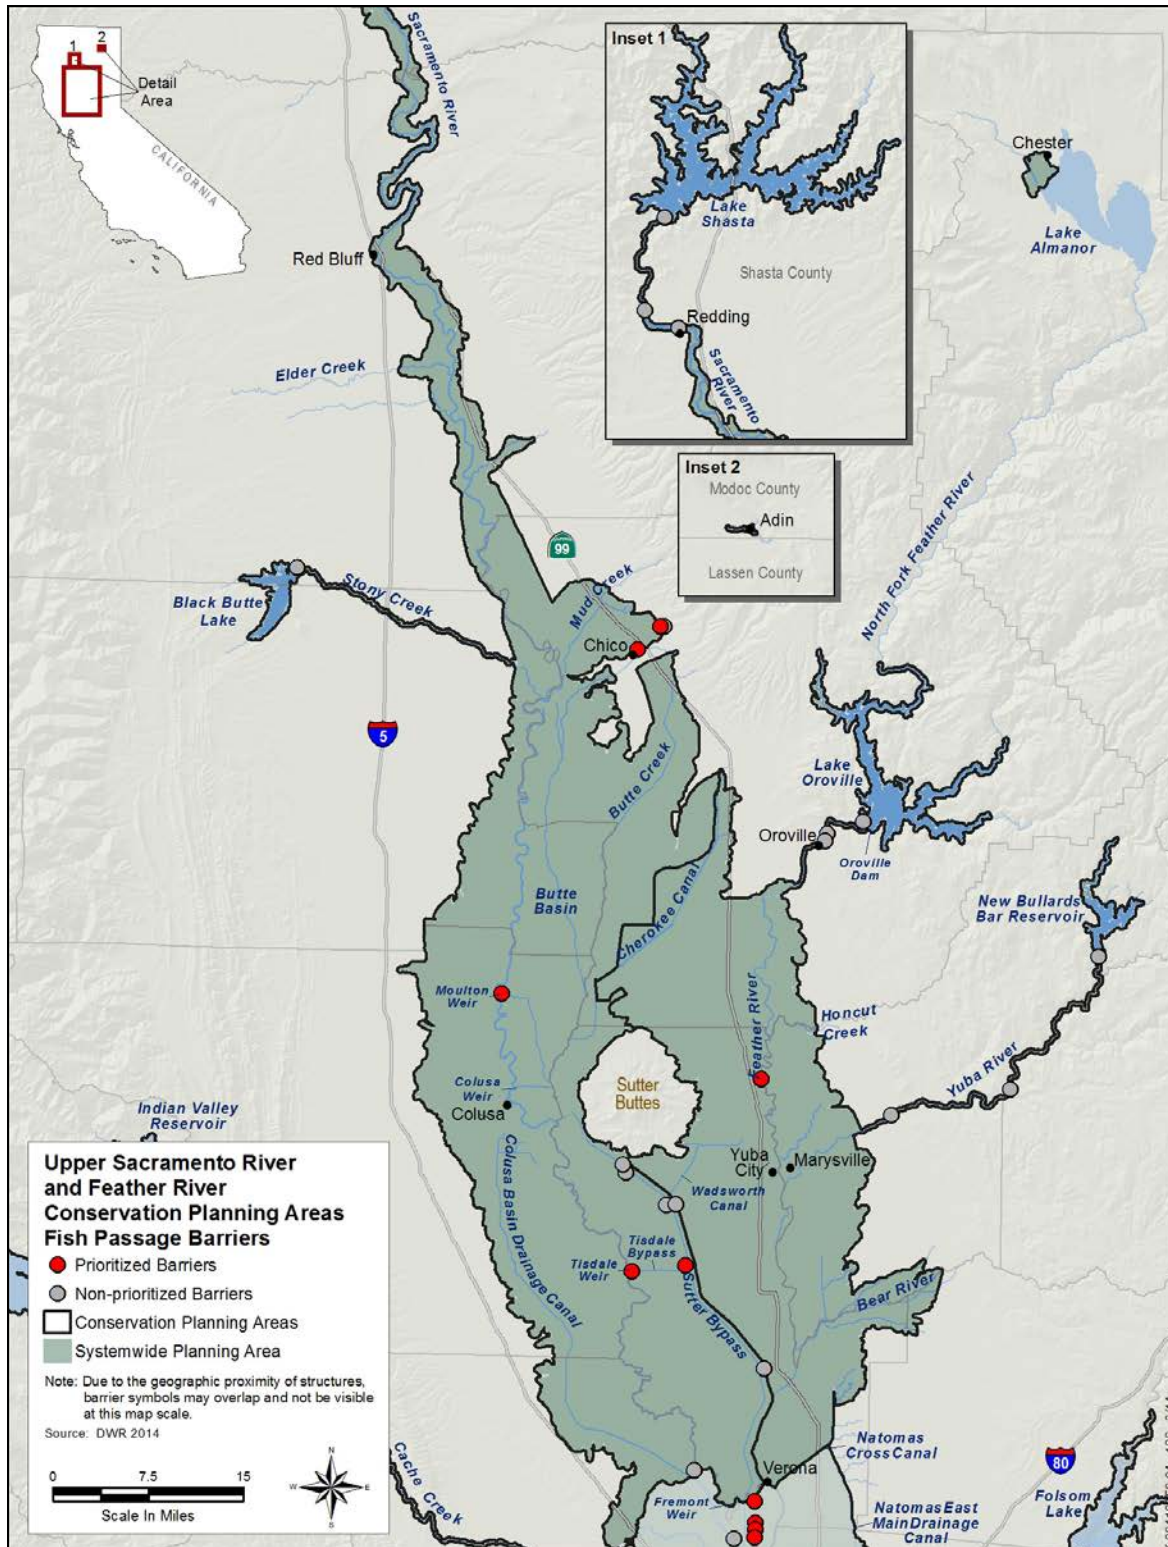 1
2
Detail
Area
CALIFORNIA
Sacramento River
Inset 1
Lake
Shasta
Shasta County
Redding
Sacramento
River
Chester
Lake
Almanor
Red Bluff
Elder Creek
Inset 2
Modoc County
Adin
Lassen County
North Fork Feather River
99
Black Butte
Lake
Stony Creek
Mud Creek
Chico
5
Butte Creek
Lake
Oroville
Oroville
Oroville
Dam
Butte
Basin
Cherokee Canal
New Bullards
Bar Reservoir
Moulton
Weir
Feather River
Honcut
Creek
Colusa
Weir
Colusa
Sutter
Buttes
Yuba River
Indian Valley
Reservoir
Yuba
City
Marysville
Colusa Basin Drainage Canal
Wadsworth
Canal
Tisdale
Bypass
Tisdale
Weir
Sutter Bypass
Bear River
Upper Sacramento River
and Feather River
Conservation Planning Areas
Fish Passage Barriers
Prioritized Barriers
Non-prioritized Barriers
Conservation Planning Areas
Systemwide Planning Area
Note: Due to the geographic proximity of structures,
barrier symbols may overlap and not be visible
at this map scale.
Source: DWR 2014
0 7.5 15
Scale In Miles
N
W E
S
Cache Creek
Natomas
Cross Canal
Verona
80
Fremont
Weir
Natomas East
Main Drainage
Canal
Folsom
Lake